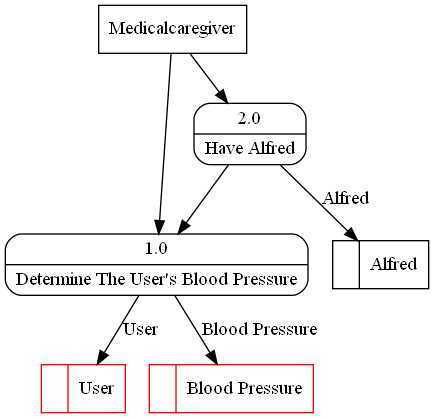 Medicalcaregiver
2.0
Have Alfred
Alfred
1.0
Alfred
Determine The User's Blood Pressure
User
Blood Pressure
User
Blood Pressure